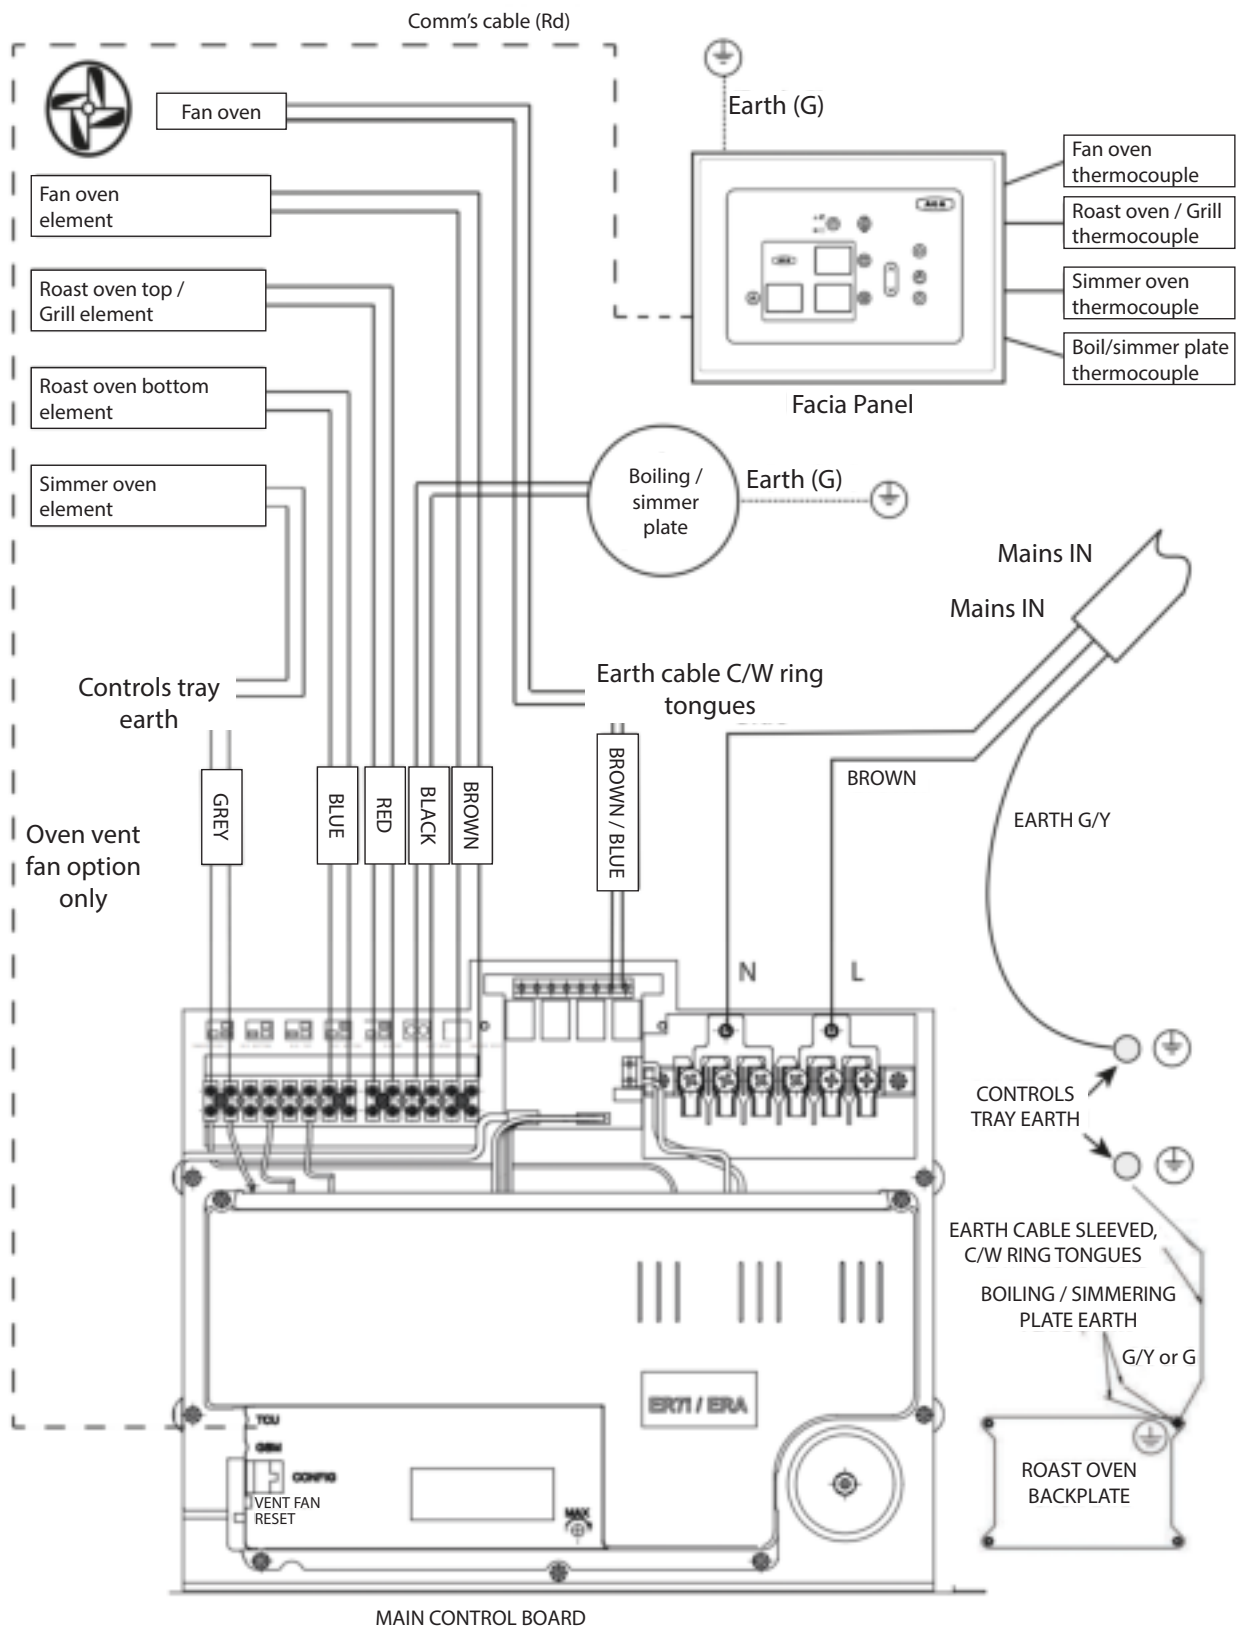 Comm's cable (Rd)
Fan oven
Earth (G)
Fan oven
thermocouple
Fan oven
element
Roast oven / Grill
thermocouple
Roast oven top /
Grill element
Simmer oven
thermocouple
Boil/simmer plate
thermocouple
Roast oven bottom
element
Facia Panel
Simmer oven
element
Boiling /
simmer
plate
Earth (G)
Mains IN
Mains IN
Controls tray
earth
Earth cable C/W ring
tongues
GREY
BLUE
RED
BLACK
BROWN
BROWN / BLUE
BROWN
EARTH G/Y
Oven vent
fan option
only
N
L
CONTROLS
TRAY EARTH
EARTH CABLE SLEEVED,
C/W RING TONGUES
BOILING / SIMMERING
PLATE EARTH
G/Y or G
ER7i / ERA
TCU
GSM
CONFIG
VENT FAN
RESET
MAX
ROAST OVEN
BACKPLATE
MAIN CONTROL BOARD